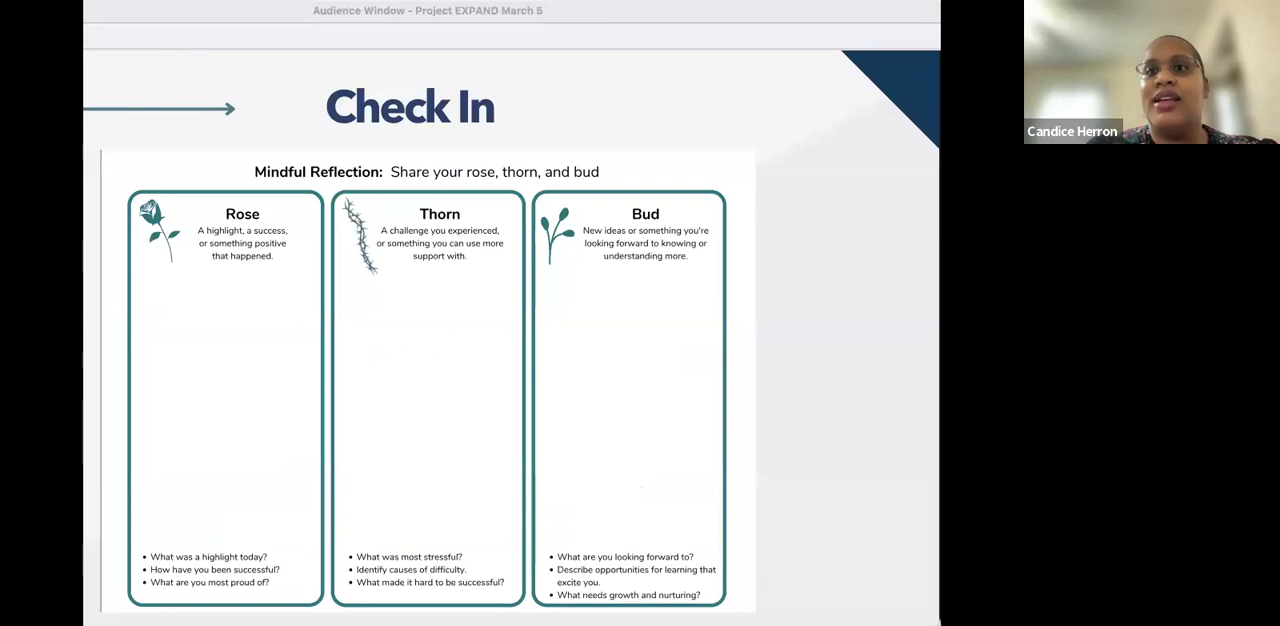 Audience Window - Project EXPAND March 5
Check In
Mindful Reflection: Share your rose, thorn, and bud
Rose
A highlight, a success,
or something positive
that happened.
What was a highlight today?
How have you been successful?
What are you most proud of?
Thorn
A challenge you experienced,
or something you can use more
support with.
What was most stressful?
Identify causes of difficulty.
What made it hard to be successful?
Bud
New ideas or something you're
looking forward to knowing or
understanding more.
What are you looking forward to?
Describe opportunities for learning that
excite you.
What needs growth and nurturing?
Candice Herron